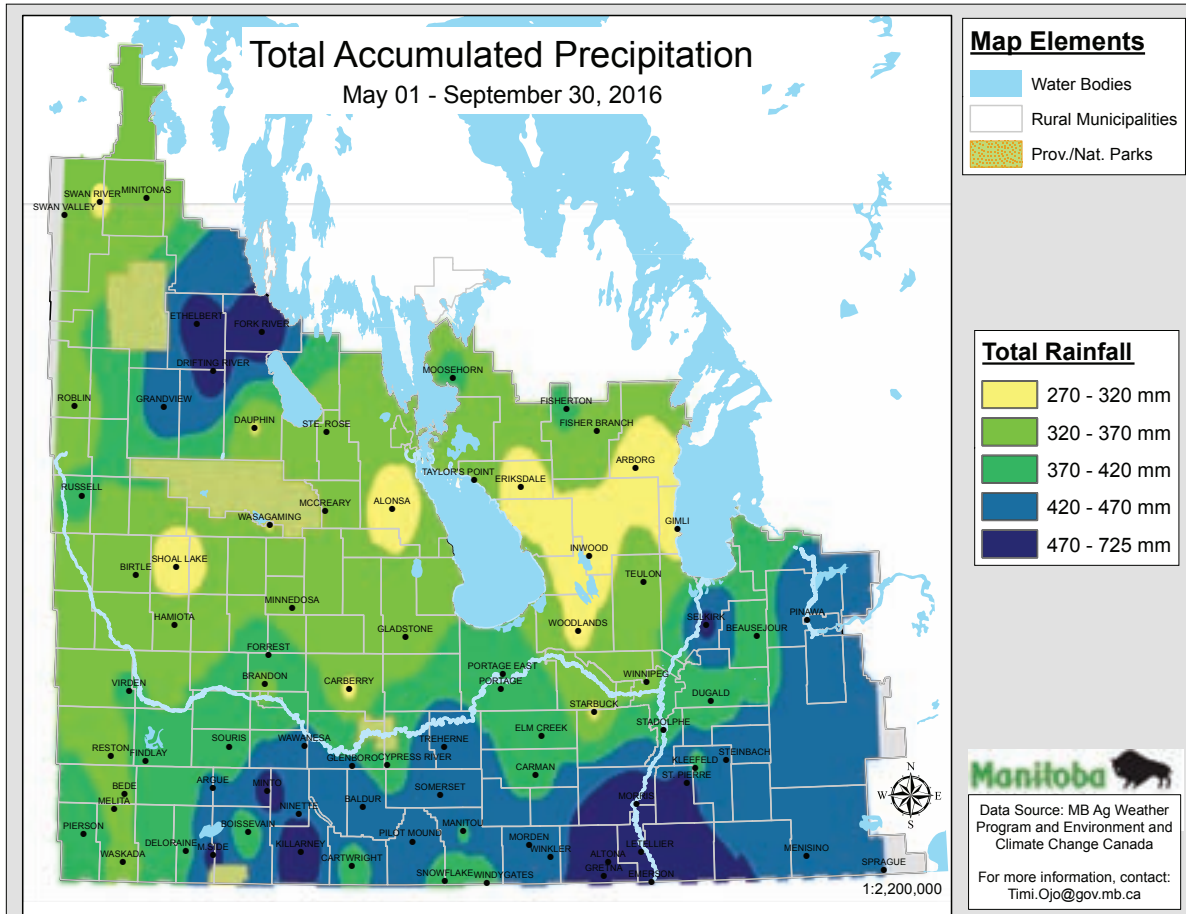 Total Accumulated Precipitation
May 01 - September 30, 2016
SWAN RIVER
MINITONAS
SWAN VALLEY
ETHELBERT
FORK RIVER
DRIFTING RIVER
MOOSEHORN
ROBLIN
GRANDVIEW
FISHERTON
DAUPHIN
STE. ROSE
FISHER BRANCH
ARBORG
TAYLOR'S POINT
ERIKSDALE
RUSSELL
MCCREARY
ALONSA
WASAGAMING
GIMLI
SHOAL LAKE
INWOOD
BIRTLE
TEULON
MINNEDOSA
HAMIOTA
GLADSTONE
WOODLANDS
SELKIRK
BEAUSEJOUR
PINAWA
FORREST
PORTAGE EAST
BRANDON
CARBERRY
PORTAGE
WINNIPEG
VIRDEN
STARBUCK
DUGALD
ELM CREEK
STADOLPHE
SOURIS
WAWANESA
TREHERNE
RESTON
FINDLAY
GLENBORO
CYPRESS RIVER
KLEEFELD
STEINBACH
CARMAN
ARGUE
MINTO
ST. PIERRE
BEDE
SOMERSET
MELITA
NINETTE
BALDUR
MORRIS
PIERSON
BOISSEVAIN
PILOT MOUND
MANITOU
MORDEN
DELORAINE
M.SIDE
KILLARNEY
WINKLER
LETELLIER
MENISINO
WASKADA
CARTWRIGHT
ALTONA
GRETNA
SPRAGUE
SNOWFLAKE
WINDYGATES
EMERSON
1:2,200,000
N
W
E
S
Map Elements
Water Bodies
Rural Municipalities
Prov./Nat. Parks
Total Rainfall
270 - 320 mm
320 - 370 mm
370 - 420 mm
420 - 470 mm
470 - 725 mm
Manitoba
Data Source: MB Ag Weather
Program and Environment and
Climate Change Canada
For more information, contact:
Timi.Ojo@gov.mb.ca